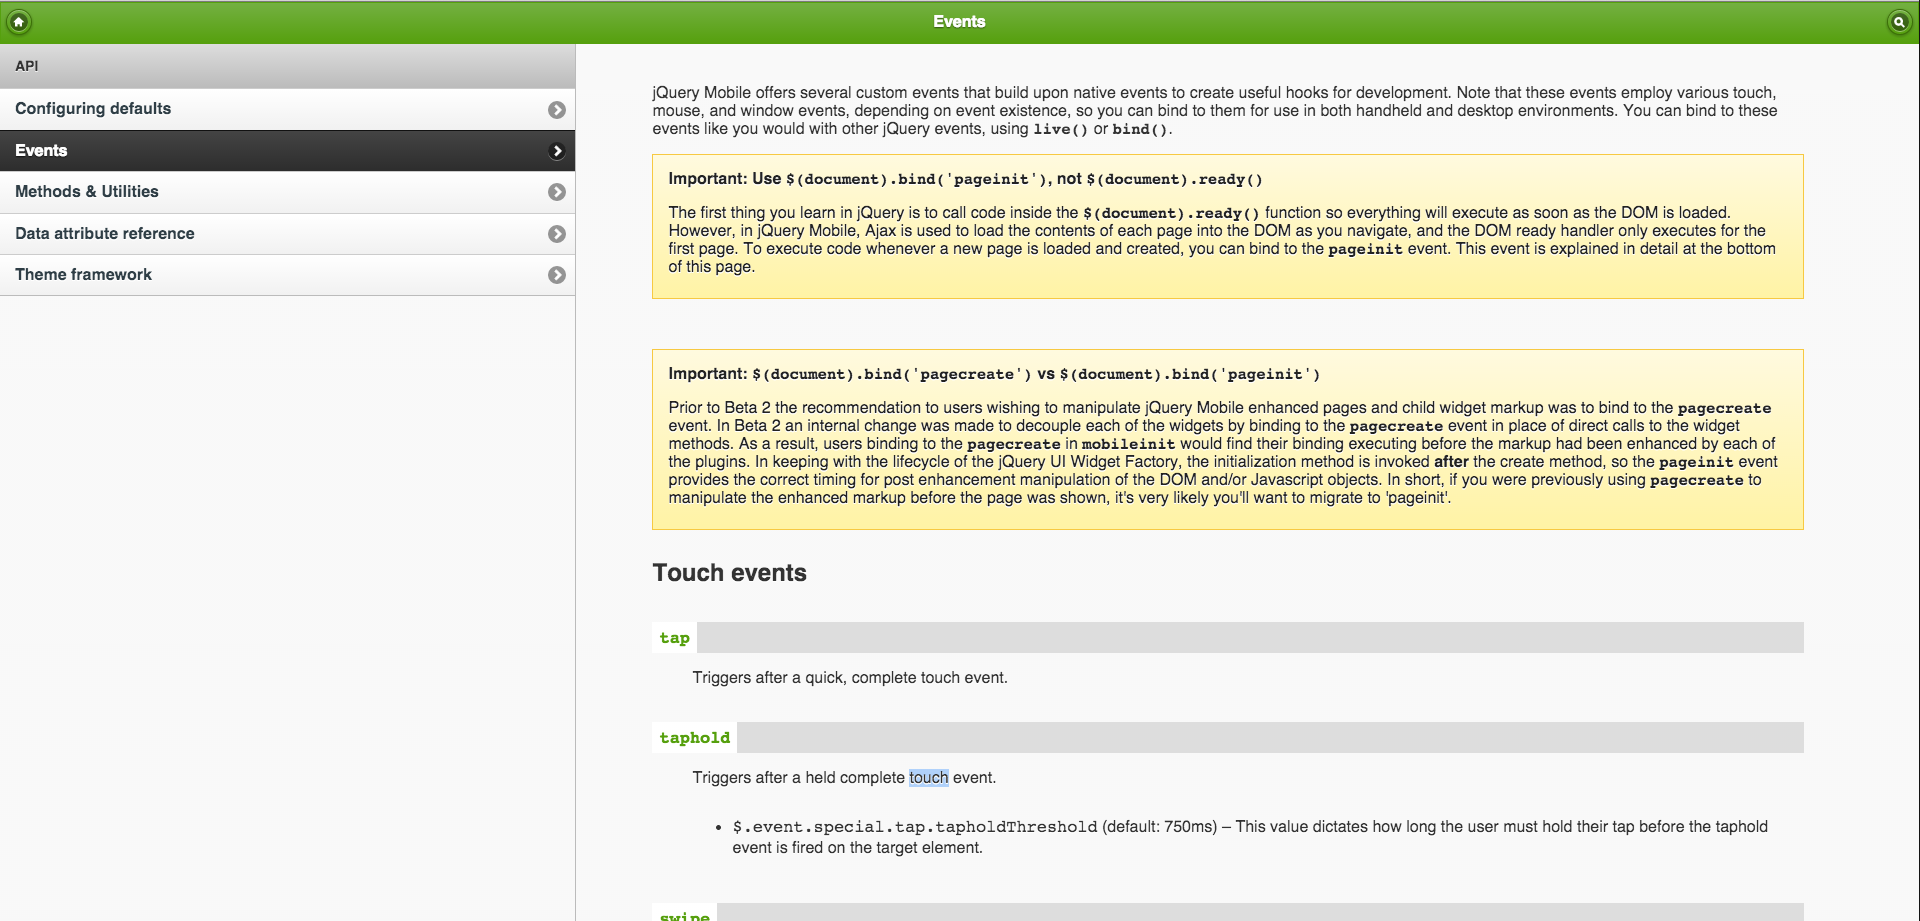 Events
API
Configuring defaults
Events
Methods & Utilities
Data attribute reference
Theme framework
jQuery Mobile offers several custom events that build upon native events to create useful hooks for development. Note that these events employ various touch,
mouse, and window events, depending on event existence, so you can bind to them for use in both handheld and desktop environments. You can bind to these
events like you would with other jQuery events, using live() or bind().
Important: Use $(document).bind('pageinit'), not $(document).ready()
The first thing you learn in jQuery is to call code inside the $(document).ready() function so everything will execute as soon as the DOM is loaded.
However, in jQuery Mobile, Ajax is used to load the contents of each page into the DOM as you navigate, and the DOM ready handler only executes for the
first page. To execute code whenever a new page is loaded and created, you can bind to the pageinit event. This event is explained in detail at the bottom
of this page.
Important: $(document).bind('pagecreate') vs $(document).bind('pageinit')
Prior to Beta 2 the recommendation to users wishing to manipulate jQuery Mobile enhanced pages and child widget markup was to bind to the pagecreate
event. In Beta 2 an internal change was made to decouple each of the widgets by binding to the pagecreate event in place of direct calls to the widget
methods. As a result, users binding to the pagecreate in mobileinit would find their binding executing before the markup had been enhanced by each of
the plugins. In keeping with the lifecycle of the jQuery UI Widget Factory, the initialization method is invoked after the create method, so the pageinit event
provides the correct timing for post enhancement manipulation of the DOM and/or Javascript objects. In short, if you were previously using pagecreate to
manipulate the enhanced markup before the page was shown, it's very likely you'll want to migrate to 'pageinit'.
Touch events
tap
Triggers after a quick, complete touch event.
taphold
Triggers after a held complete touch event.
• $.event.special.tap.tapholdThreshold (default: 750ms) – This value dictates how long the user must hold their tap before the taphold
event is fired on the target element.
swipe